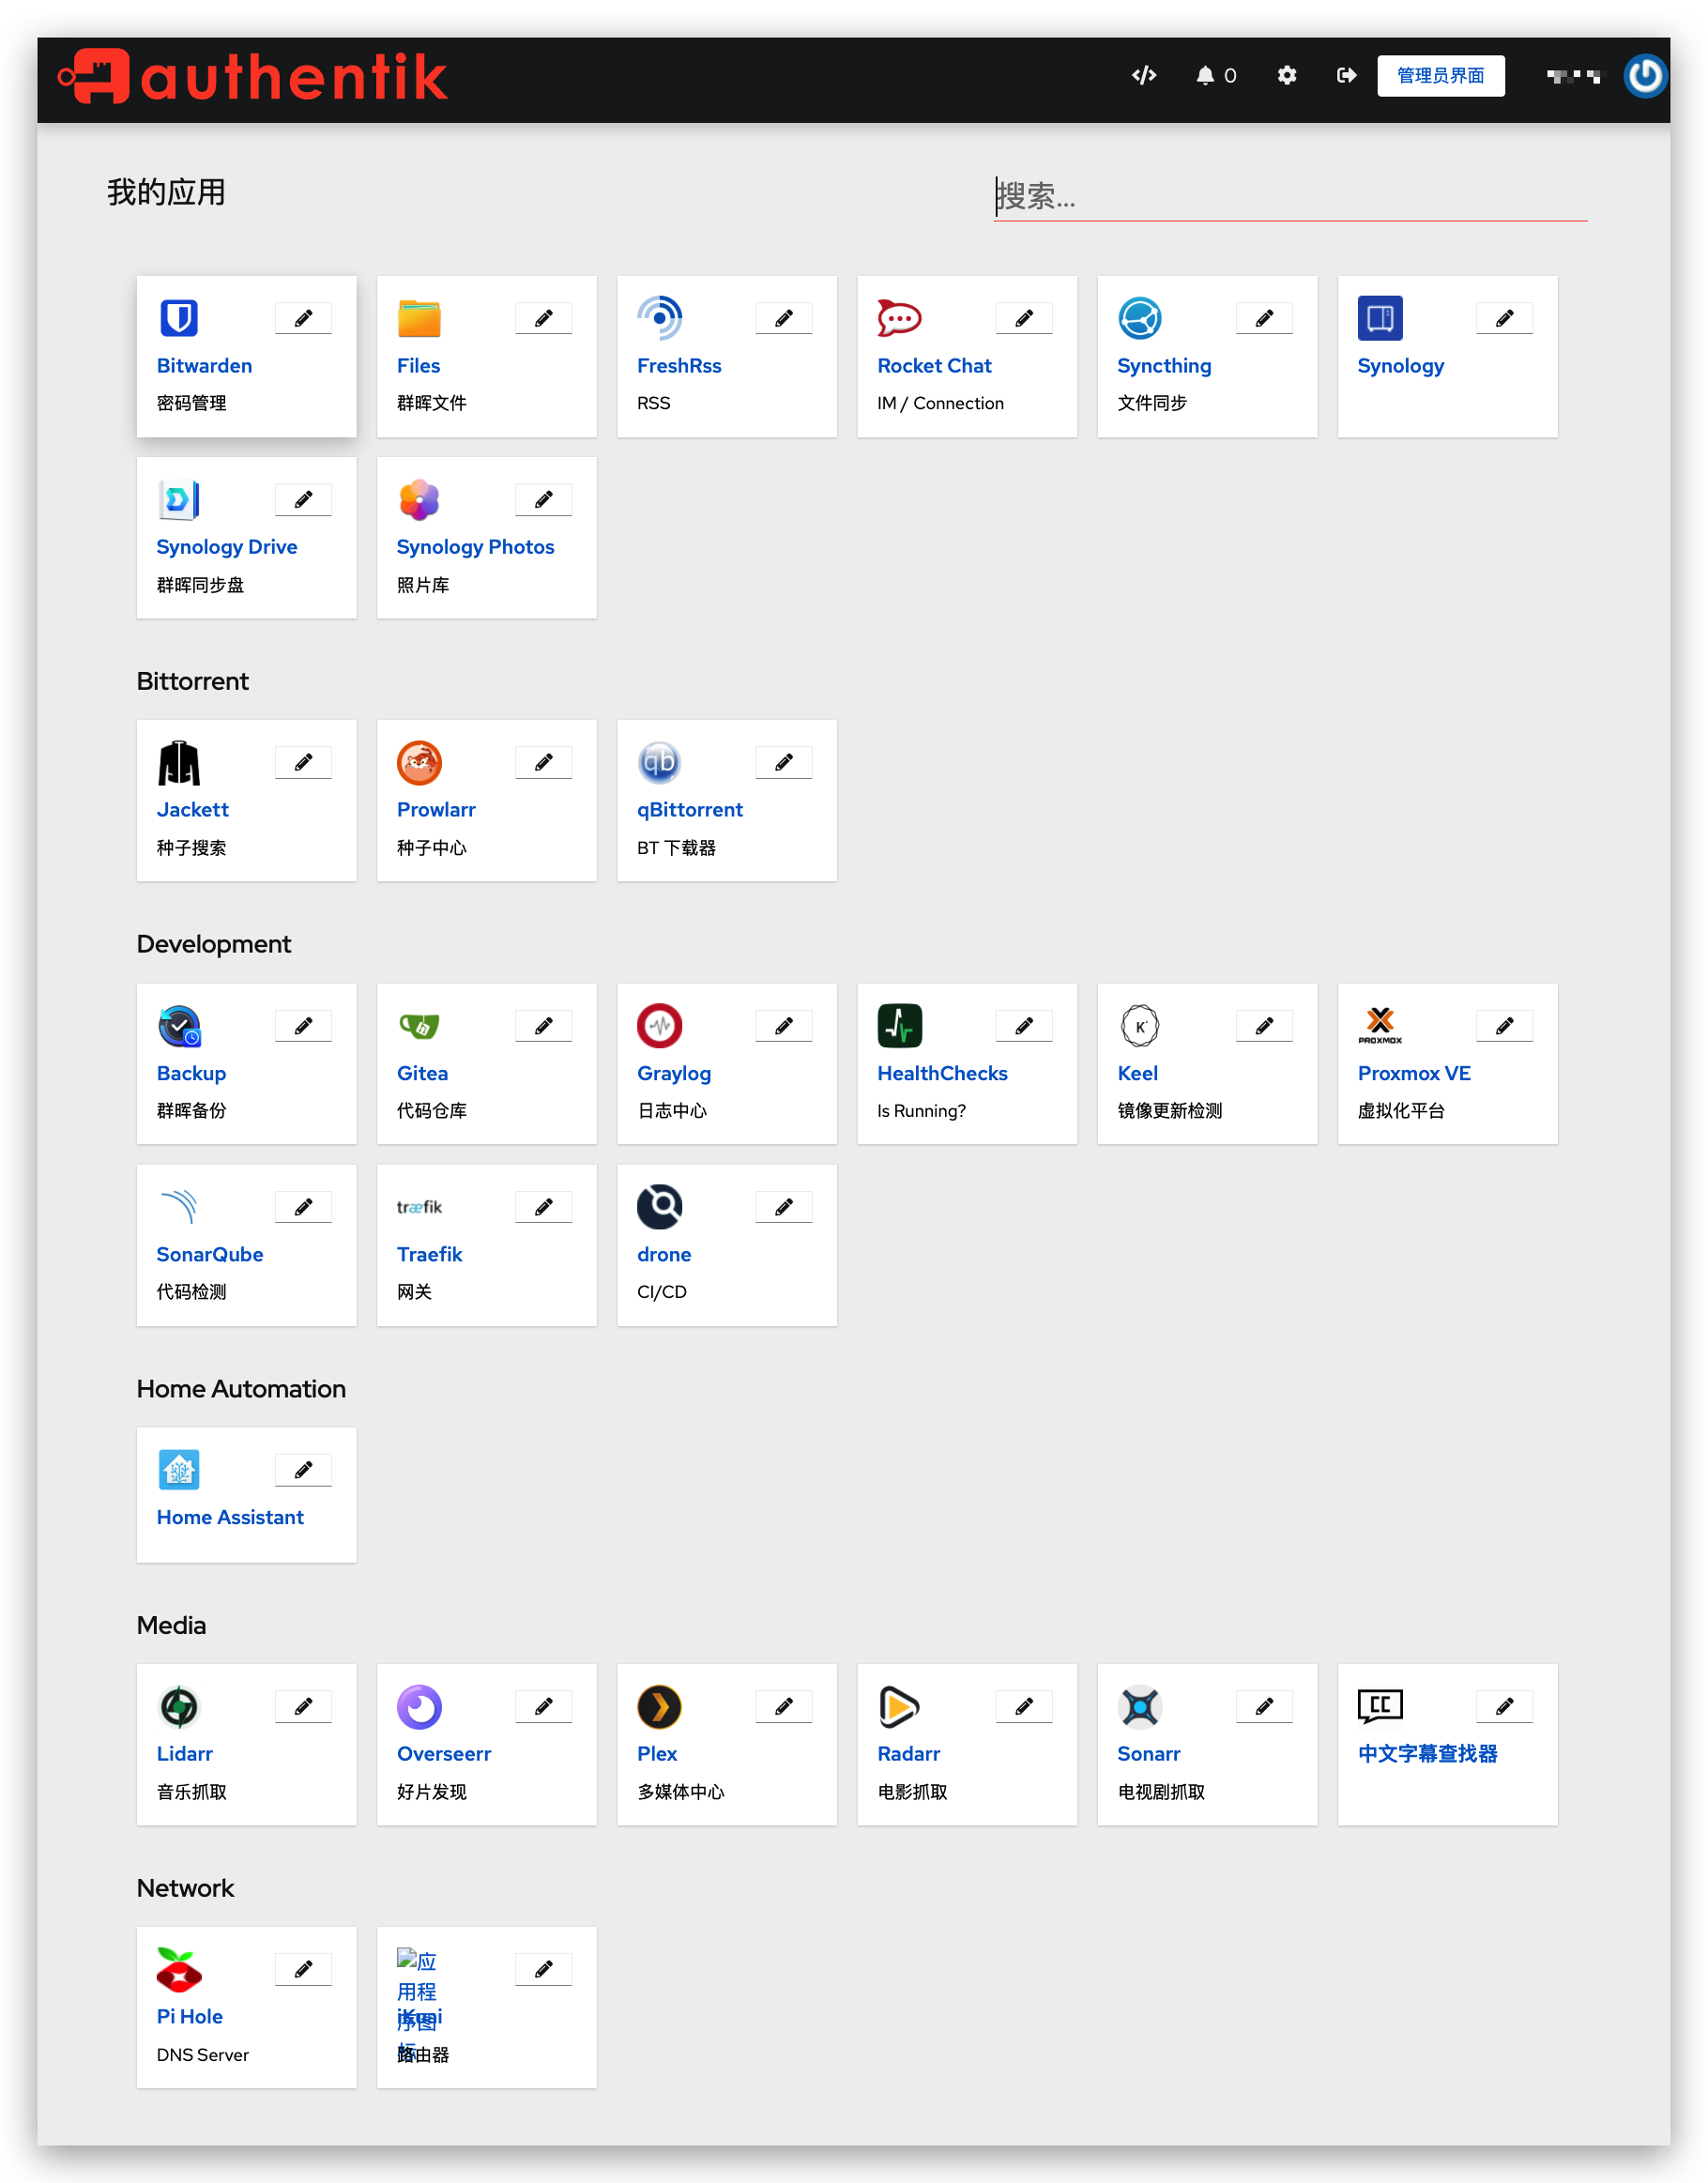 authentik
0
管理员界面
我的应用
搜索...
Bitwarden
密码管理
Files
群晖文件
FreshRss
RSS
Rocket Chat
IM / Connection
Syncthing
文件同步
Synology
Synology Drive
群晖同步盘
Synology Photos
照片库
Bittorrent
Jackett
种子搜索
Prowlarr
种子中心
qb
qBittorrent
BT 下载器
Development
Backup
群晖备份
Gitea
代码仓库
Graylog
日志中心
HealthChecks
Is Running?
K
Keel
镜像更新检测
PROXMOX
Proxmox VE
虚拟化平台
SonarQube
代码检测
træfik
Traefik
网关
drone
CI/CD
Home Automation
Home Assistant
Media
Lidarr
音乐抓取
Overseerr
好片发现
Plex
多媒体中心
Radarr
电影抓取
Sonarr
电视剧抓取
CC
中文字幕查找器
Network
Pi Hole
DNS Server
应
用程
序图
标
iKuai
路由器